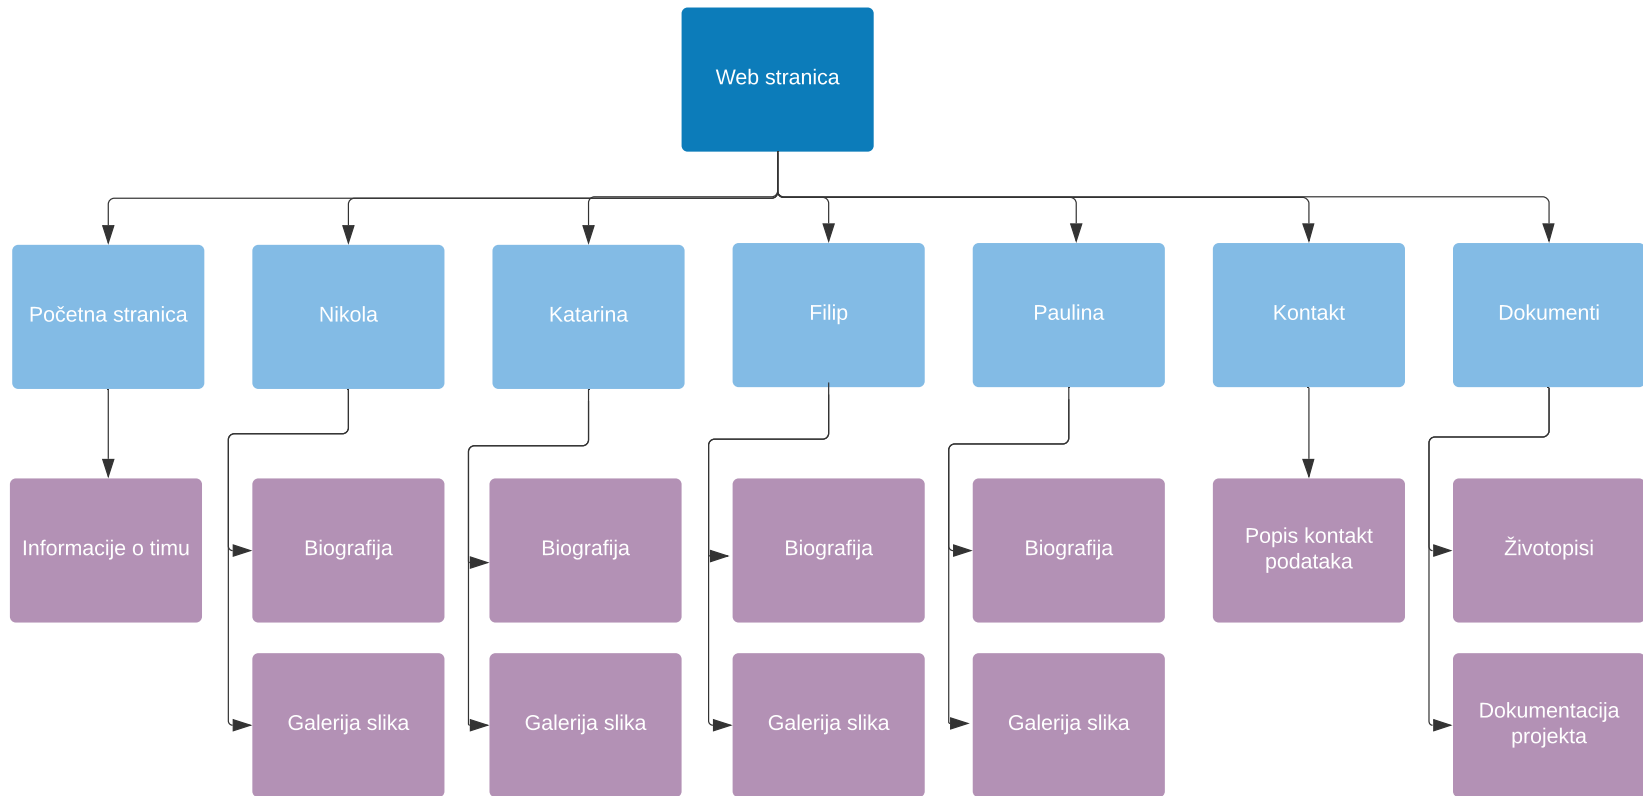 Web stranica
Početna stranica
Nikola
Katarina
Filip
Paulina
Kontakt
Dokumenti
Informacije o timu
Biografija
Biografija
Biografija
Biografija
Popis kontakt
podataka
Životopisi
Galerija slika
Galerija slika
Galerija slika
Galerija slika
Dokumentacija
projekta